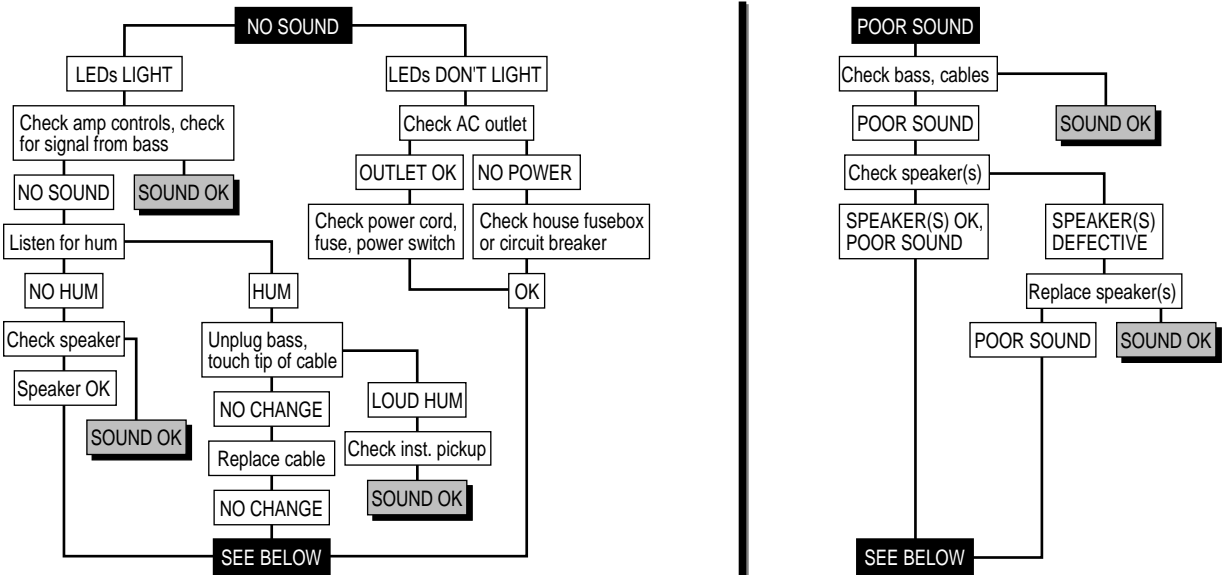 NO SOUND
LEDs LIGHT
LEDs DON'T LIGHT
Check amp controls, check
for signal from bass
Check AC outlet
NO SOUND
SOUND OK
OUTLET OK
NO POWER
Listen for hum
Check power cord,
fuse, power switch
Check house fusebox
or circuit breaker
NO HUM
HUM
OK
Check speaker
Unplug bass,
touch tip of cable
Speaker OK
NO CHANGE
LOUD HUM
SOUND OK
Replace cable
Check inst. pickup
NO CHANGE
SOUND OK
SEE BELOW
POOR SOUND
Check bass, cables
POOR SOUND
SOUND OK
Check speaker(s)
SPEAKER(S) OK,
POOR SOUND
SPEAKER(S)
DEFECTIVE
Replace speaker(s)
POOR SOUND
SOUND OK
SEE BELOW